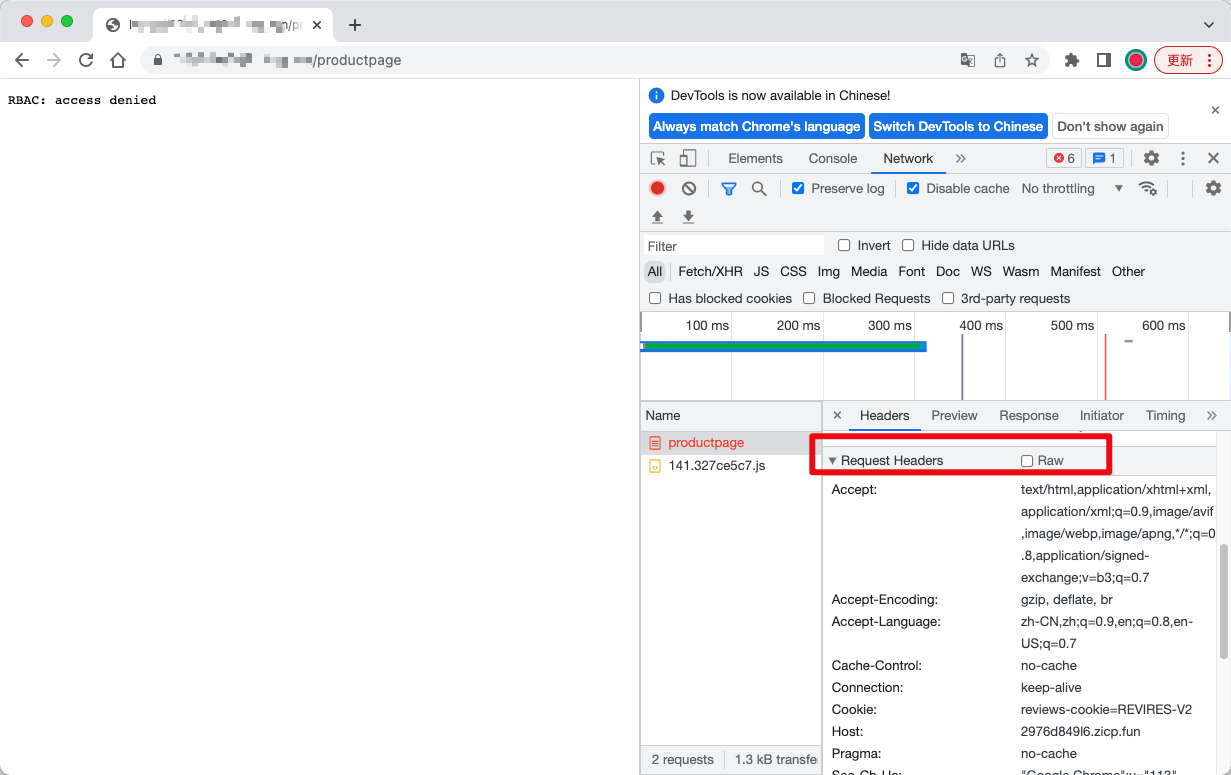 /productpage
更新
RBAC: access denied
DevTools is now available in Chinese!
Always match Chrome's language
Switch DevTools to Chinese
Don't show again
Elements
Console
Network
6
1
Preserve log
Disable cache
No throttling
Filter
Invert
Hide data URLs
All
Fetch/XHR
JS
CSS
Img
Media
Font
Doc
WS
Wasm
Manifest
Other
Has blocked cookies
Blocked Requests
3rd-party requests
100 ms
200 ms
300 ms
400 ms
500 ms
600 ms
Name
Headers
Preview
Response
Initiator
Timing
productpage
141.327ce5c7.js
Request Headers
Raw
Accept:
text/html,application/xhtml+xml,
application/xml;q=0.9,image/avif
,image/webp,image/apng,*/*;q=0
.8,application/signed-
exchange;v=b3;q=0.7
Accept-Encoding:
gzip, deflate, br
Accept-Language:
zh-CN,zh;q=0.9,en;q=0.8,en-
US;q=0.7
Cache-Control:
no-cache
Connection:
keep-alive
Cookie:
reviews-cookie=REVIRES-V2
Host:
2976d849l6.zicp.fun
Pragma:
no-cache
Sec-Ch-Ua:
"Google Chrome";v="113"
2 requests
1.3 kB transfe